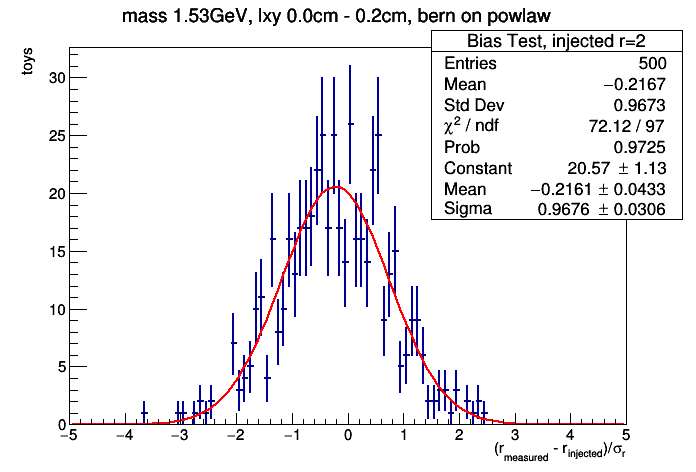 mass 1.53GeV, lxy 0.0cm - 0.2cm, bern on powlaw
Bias Test, injected r=2
Entries 500
Mean −0.2167
Std Dev 0.9673
χ² / ndf 72.12 / 97
Prob 0.9725
Constant 20.57 ± 1.13
Mean −0.2161 ± 0.0433
Sigma 0.9676 ± 0.0306
toys
30
25
20
15
10
5
0
−5 −4 −3 −2 −1 0 1 2 3 4 5
(r_measured - r_injected)/σ_r